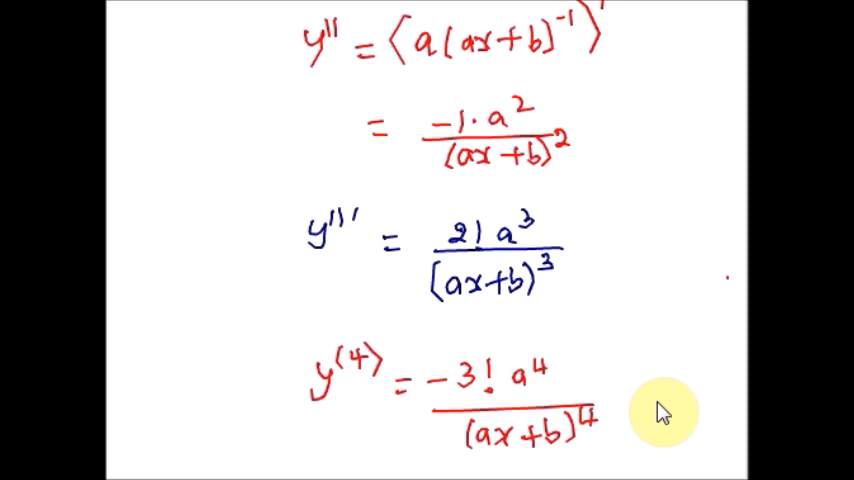 y'' = (a(ax+b)^-1)'
= -1·a^2 / (ax+b)^2
y''' = 2! a^3 / (ax+b)^3
y^(4) = -3! a^4 / (ax+b)^4